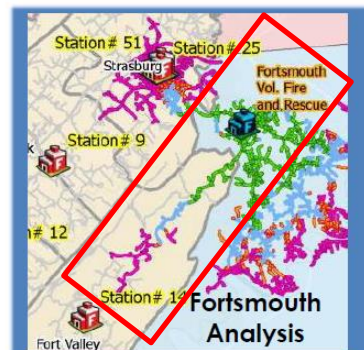 Station# 51
Station# 25
Strasburg
Fortsmouth
Vol. Fire
and Rescue
Station# 9
k
n# 12
Station# 14
Fortsmouth
Analysis
Fort Valley